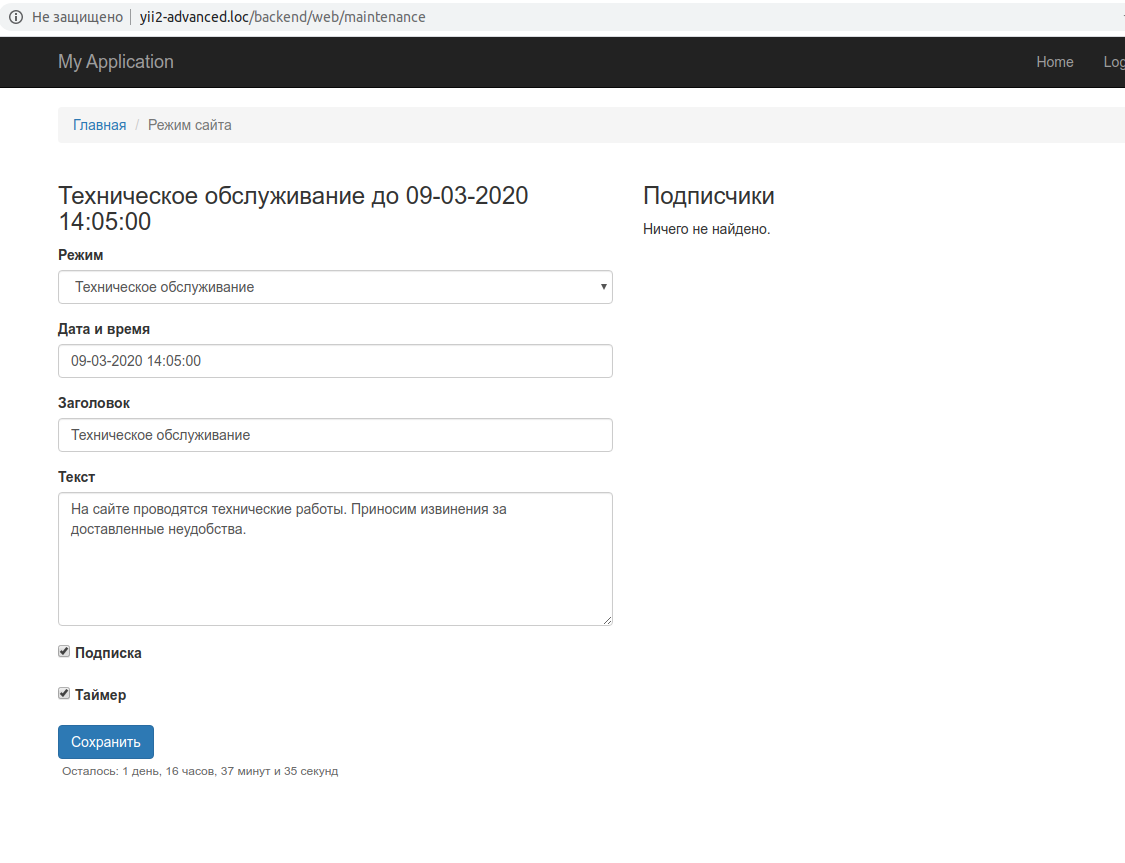 Не защищено yii2-advanced.loc/backend/web/maintenance
My Application Home
Главная / Режим сайта
Техническое обслуживание до 09-03-2020
14:05:00
Режим
Техническое обслуживание
Дата и время
09-03-2020 14:05:00
Заголовок
Техническое обслуживание
Текст
На сайте проводятся технические работы. Приносим извинения за
доставленные неудобства.
Подписка
Таймер
Сохранить
Осталось: 1 день, 16 часов, 37 минут и 35 секунд
Подписчики
Ничего не найдено.